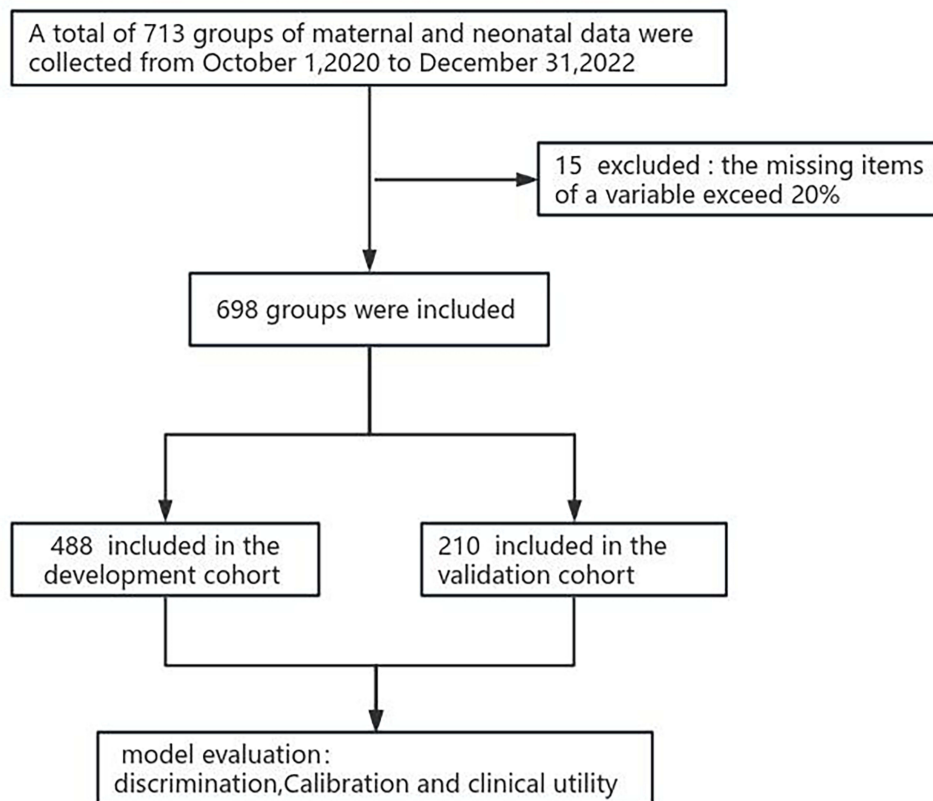 A total of 713 groups of maternal and neonatal data were
collected from October 1,2020 to December 31,2022
15 excluded : the missing items
of a variable exceed 20%
698 groups were included
488 included in the
development cohort
210 included in the
validation cohort
model evaluation:
discrimination,Calibration and clinical utility